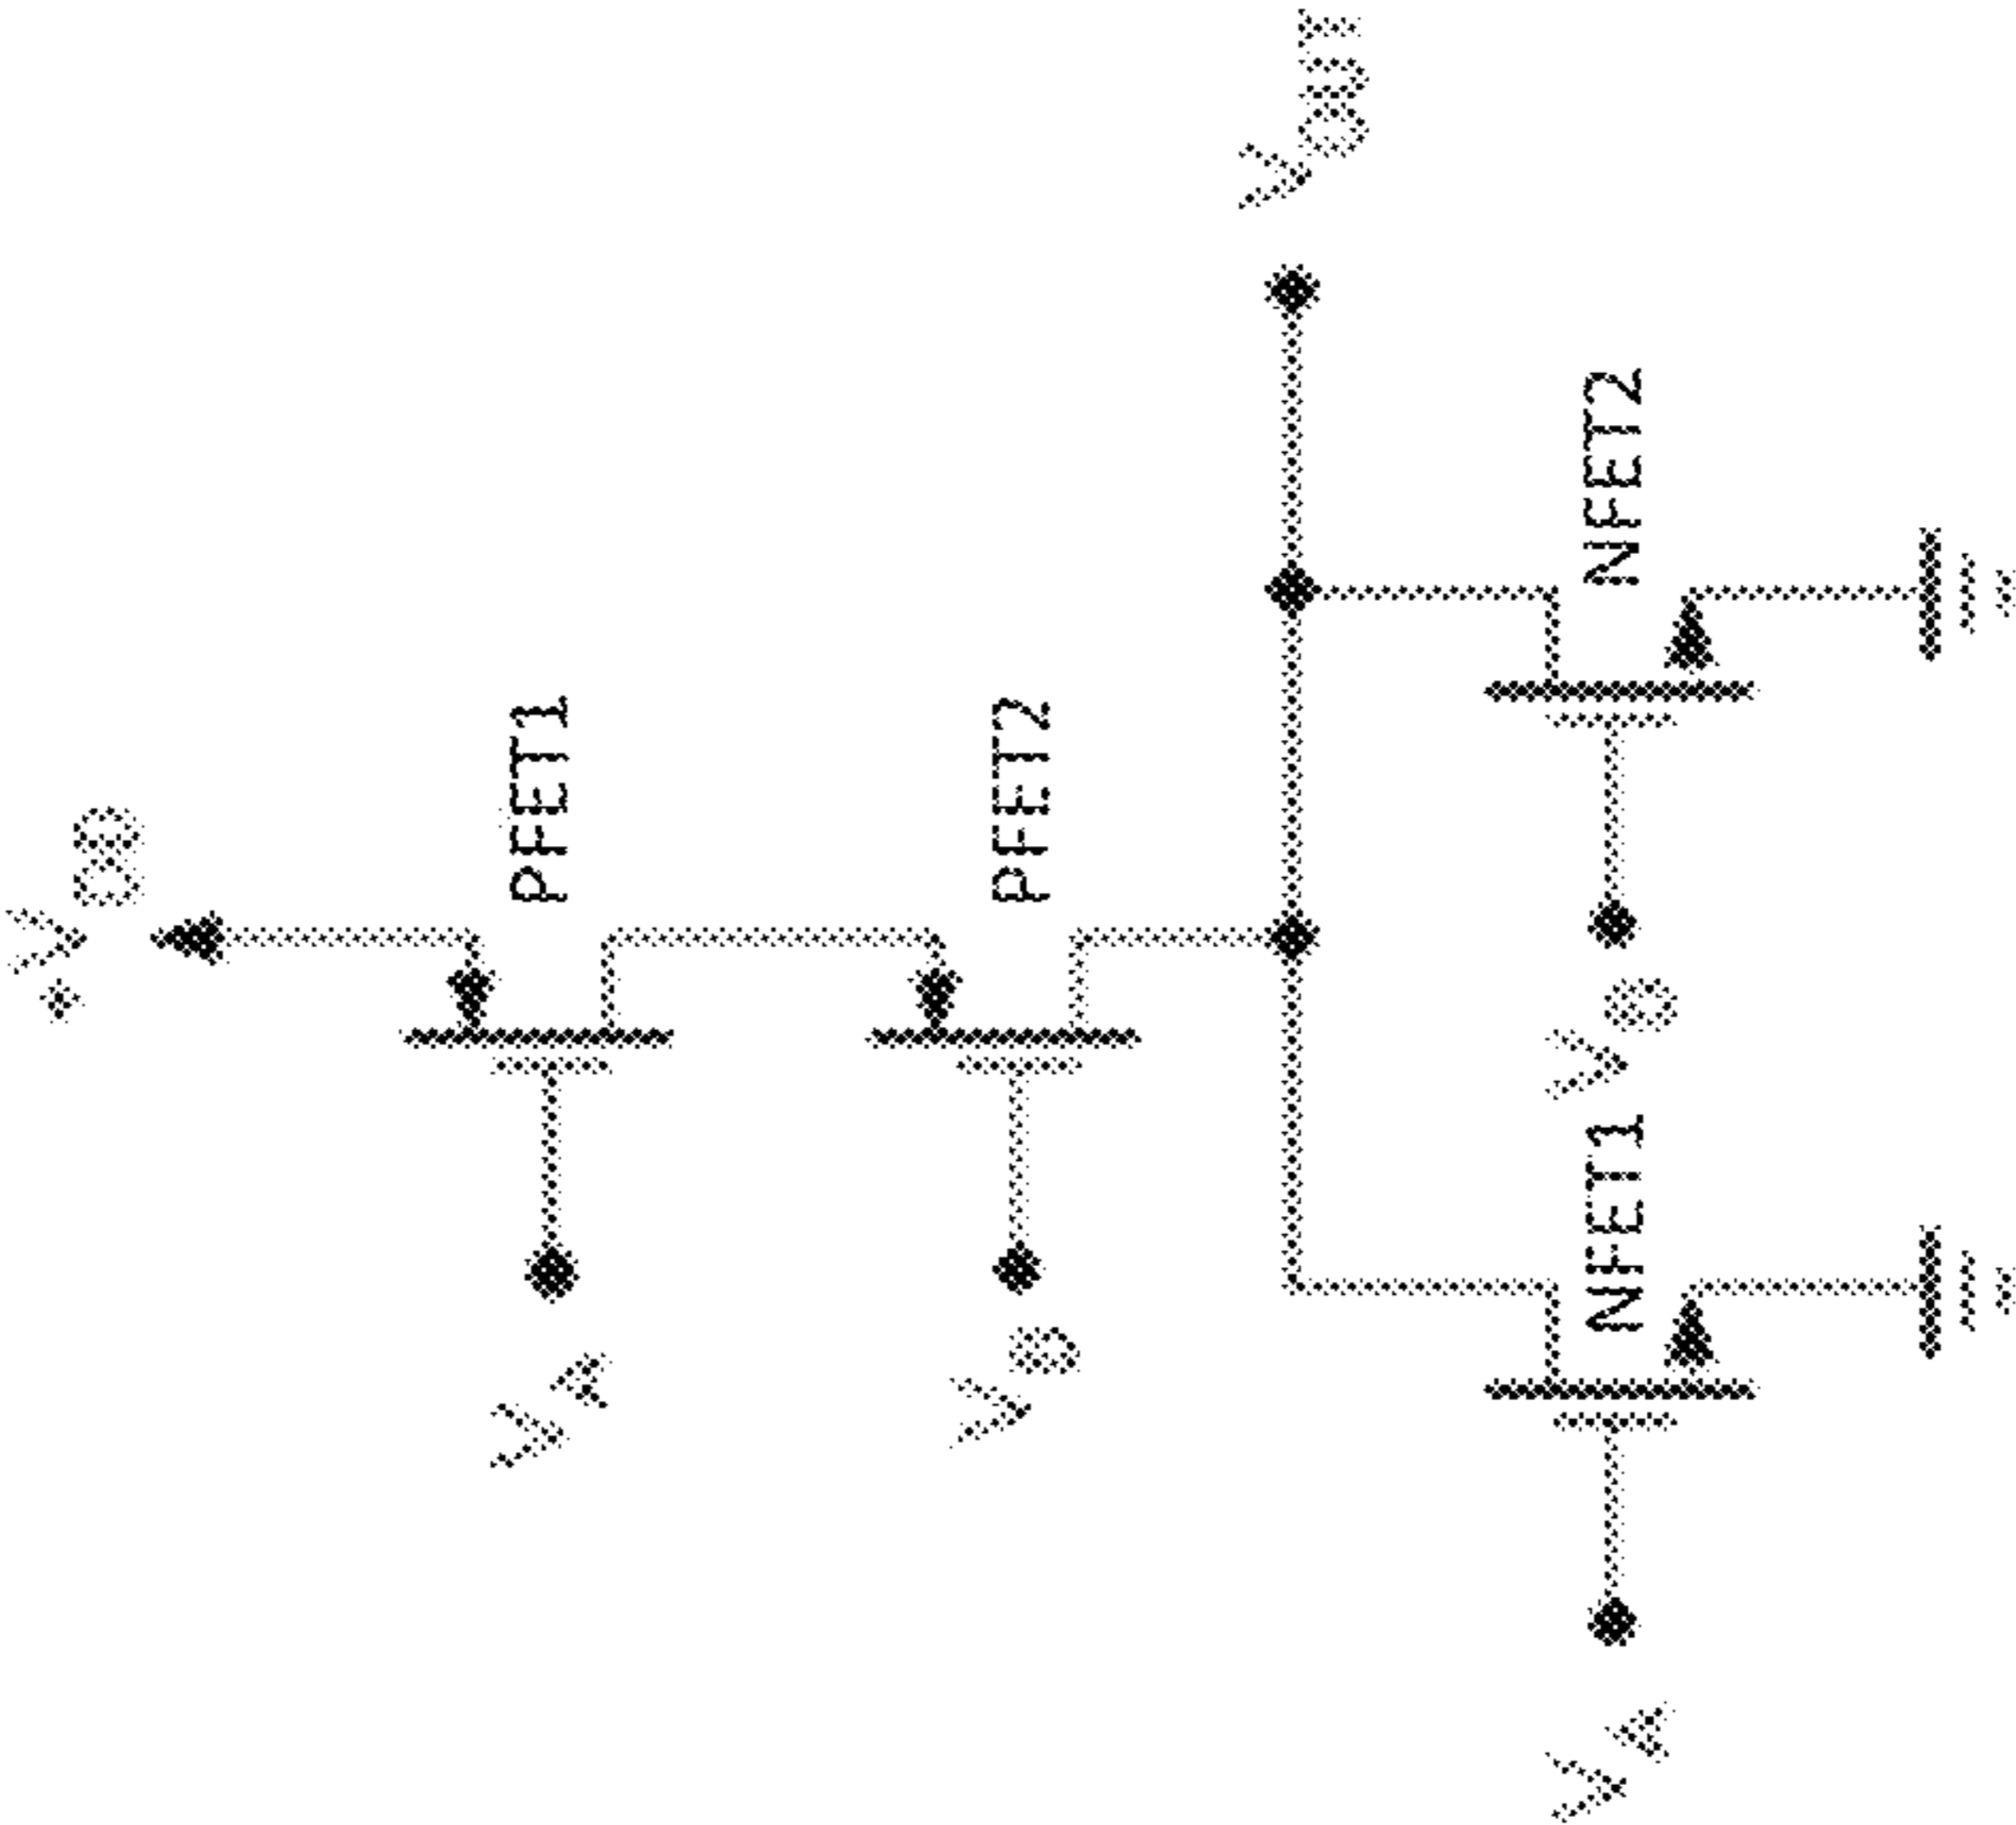 +VDD
PFET1
VA
PFET2
VB
VOUT
NFET2
VB
NFET1
VA